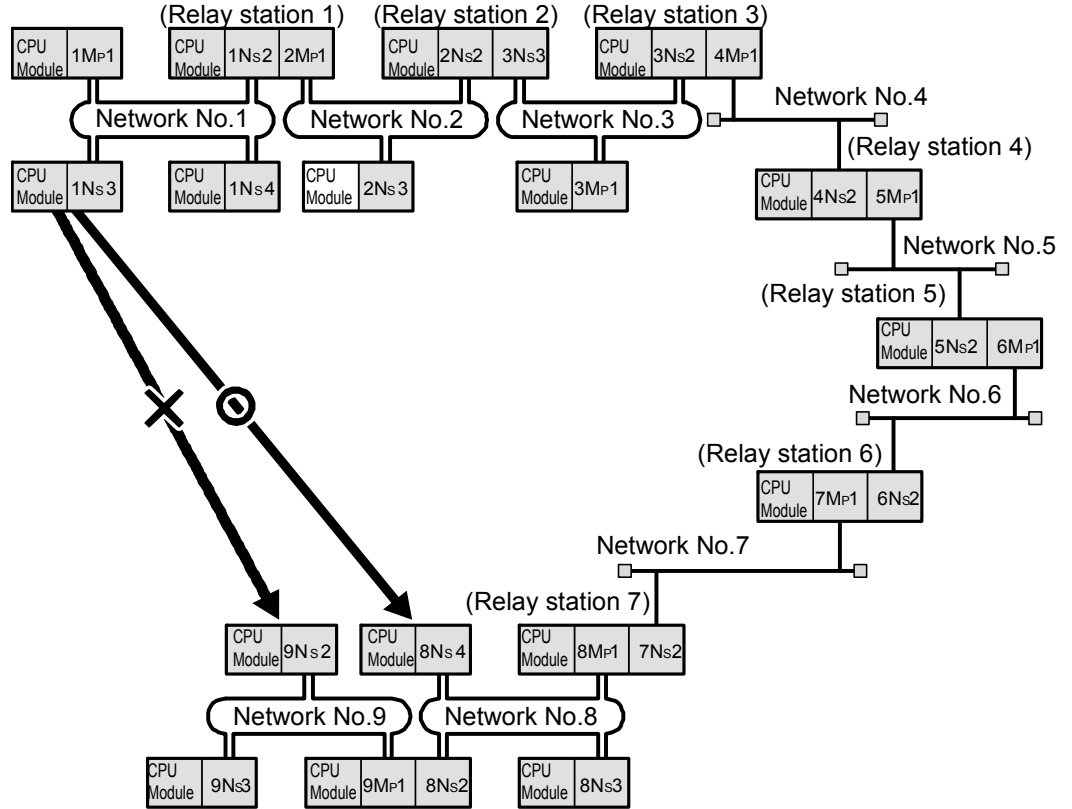 (Relay station 1) (Relay station 2) (Relay station 3)
CPU Module 1MP1
CPU Module 1NS2 2MP1
CPU Module 2NS2 3NS3
CPU Module 3NS2 4MP1
Network No.4
Network No.1
Network No.2
Network No.3
(Relay station 4)
CPU Module 1NS3
CPU Module 1NS4
CPU Module 2NS3
CPU Module 3MP1
CPU Module 4NS2 5MP1
Network No.5
(Relay station 5)
CPU Module 5NS2 6MP1
Network No.6
(Relay station 6)
CPU Module 7MP1 6NS2
Network No.7
(Relay station 7)
CPU Module 9NS2
CPU Module 8NS4
CPU Module 8MP1 7NS2
Network No.9
Network No.8
CPU Module 9NS3
CPU Module 9MP1 8NS2
CPU Module 8NS3